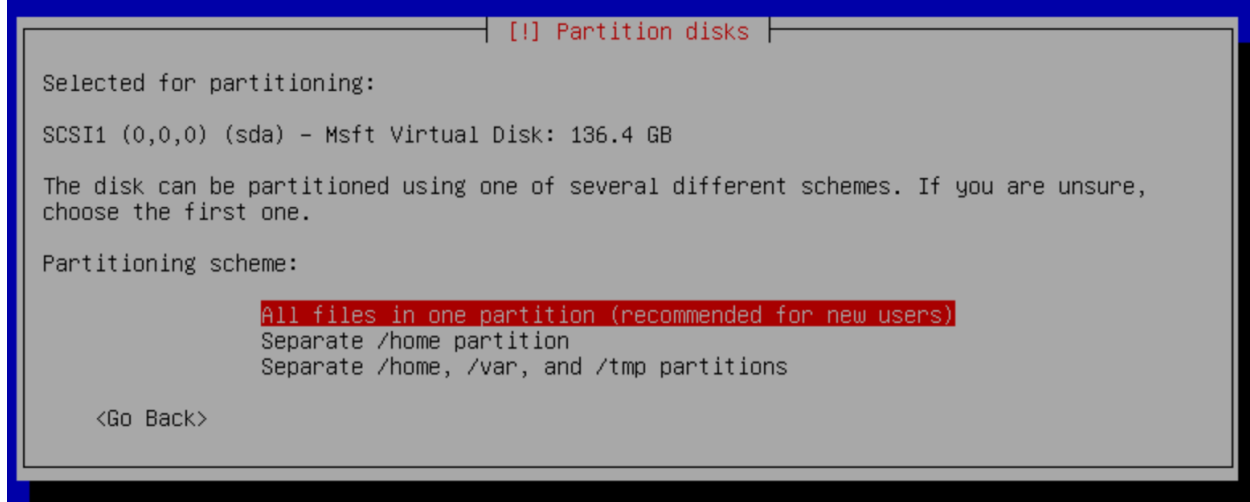 [!] Partition disks
Selected for partitioning:
SCSI1 (0,0,0) (sda) - Msft Virtual Disk: 136.4 GB
The disk can be partitioned using one of several different schemes. If you are unsure,
choose the first one.
Partitioning scheme:
All files in one partition (recommended for new users)
Separate /home partition
Separate /home, /var, and /tmp partitions
<Go Back>